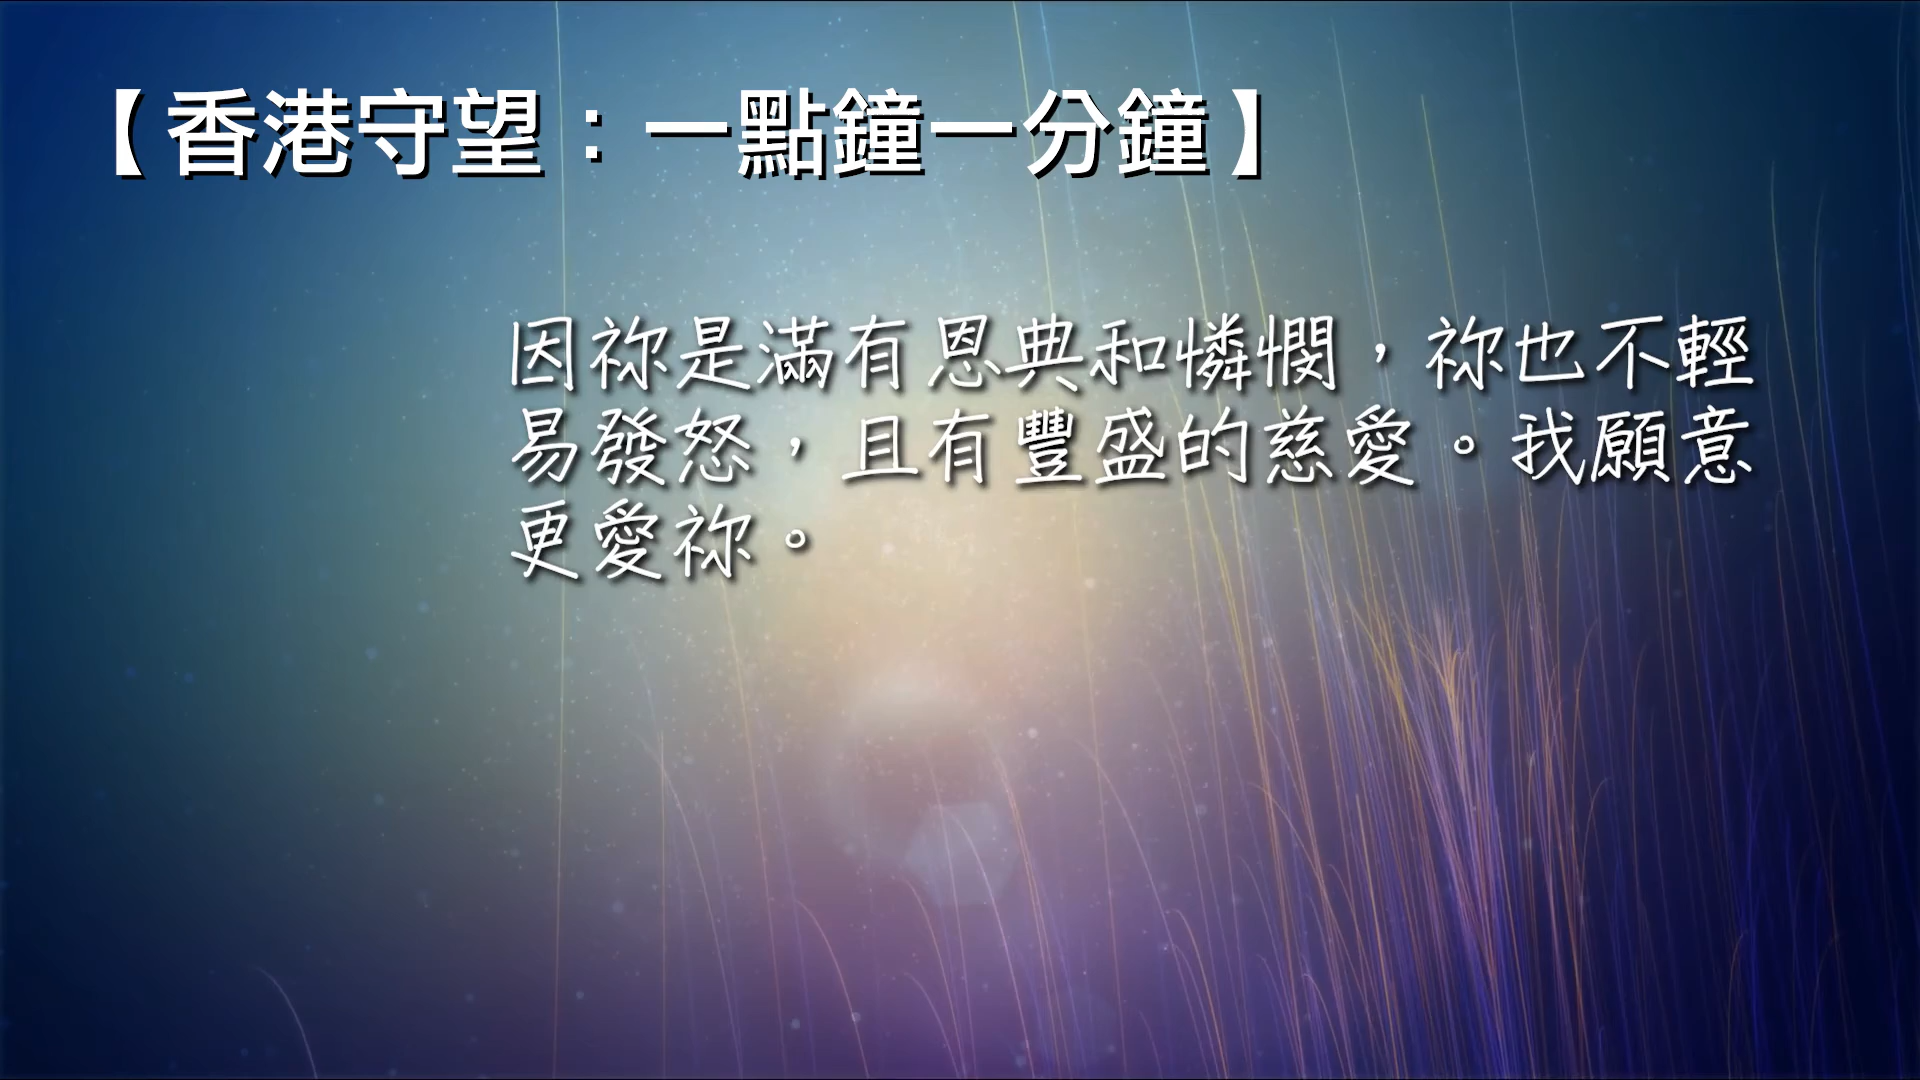 【香港守望：一點鐘一分鐘】
因祢是滿有恩典和憐憫，祢也不輕
易發怒，且有豐盛的慈愛。我願意
更愛祢。